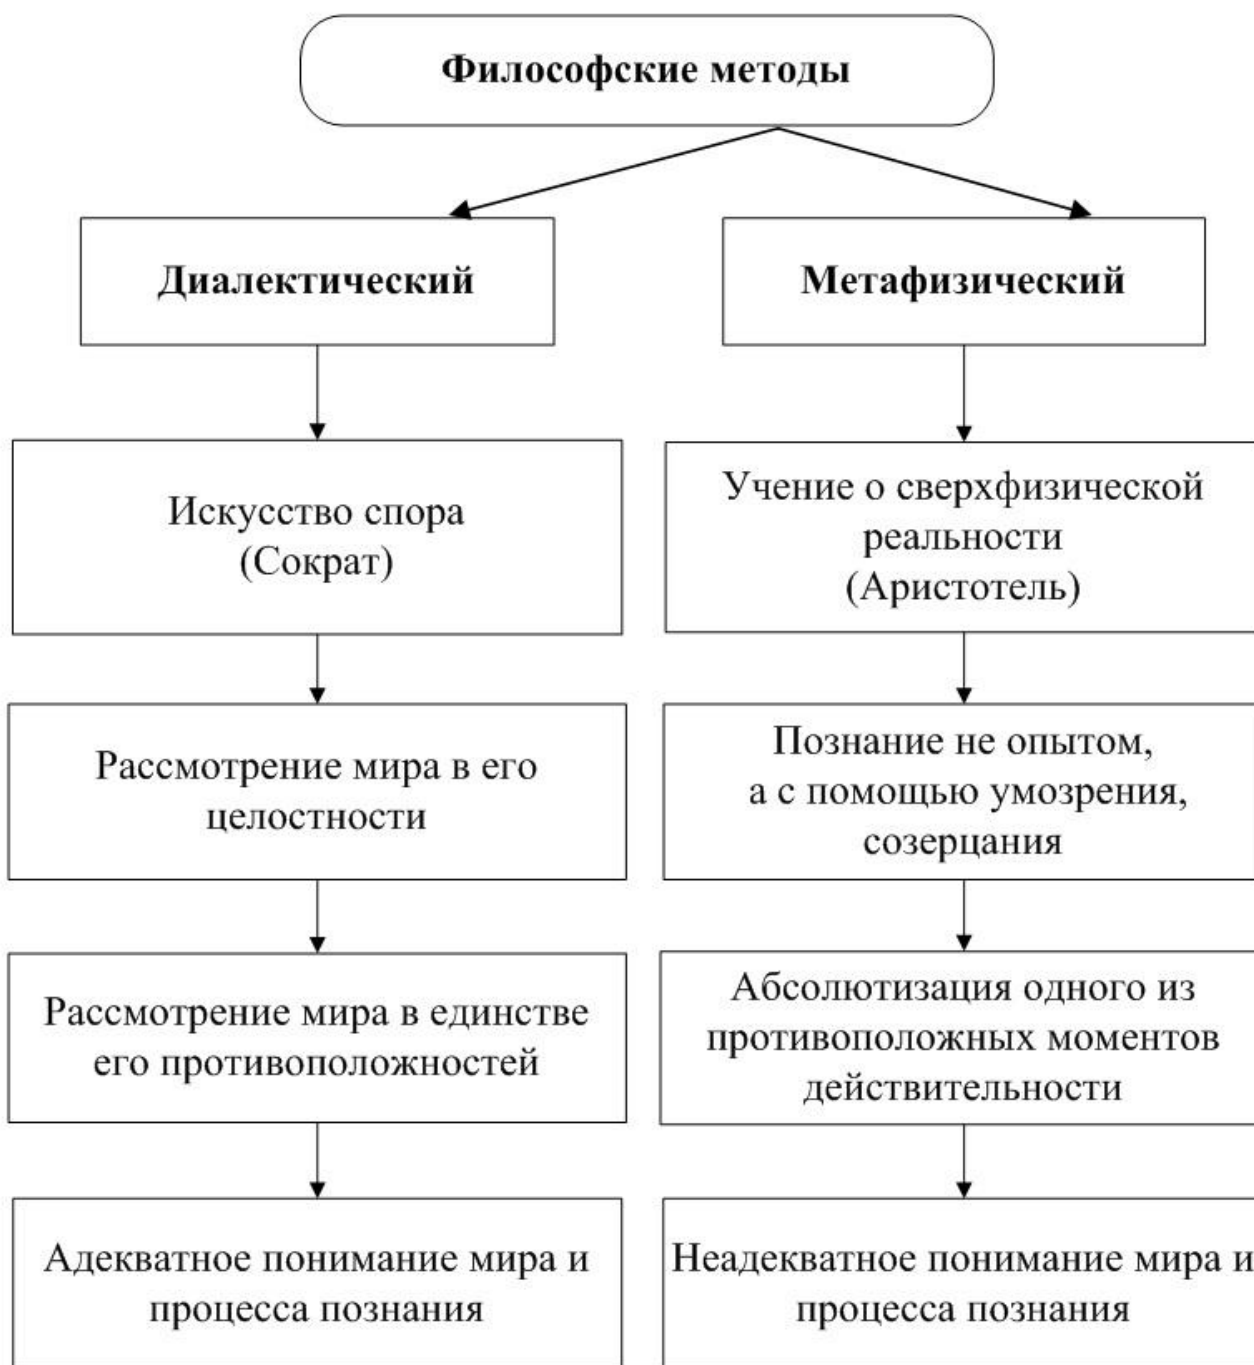 Философские методы
Диалектический
Метафизический
Искусство спора
(Сократ)
Учение о сверхфизической
реальности
(Аристотель)
Рассмотрение мира в его
целостности
Познание не опытом,
а с помощью умозрения,
созерцания
Рассмотрение мира в единстве
его противоположностей
Абсолютизация одного из
противоположных моментов
действительности
Адекватное понимание мира и
процесса познания
Неадекватное понимание мира и
процесса познания